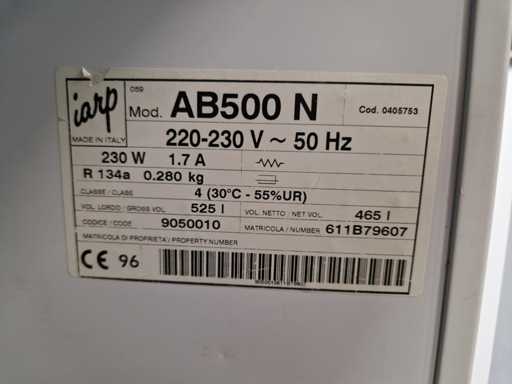 iarp
MADE IN ITALY
059
Mod. AB500 N
Cod. 0405753
220-230 V ~ 50 Hz
230 W 1.7 A
R 134a 0.280 kg
CLASSE / CLASS 4 (30°C - 55%UR)
VOL. LORDO / GROSS VOL. 525 l VOL. NETTO / NET VOL. 465 l
CODICE / CODE 9050010 MATRICOLA / NUMBER 611B79607
MATRICOLA DI PROPRIETA / PROPERTY NUMBER
CE 96